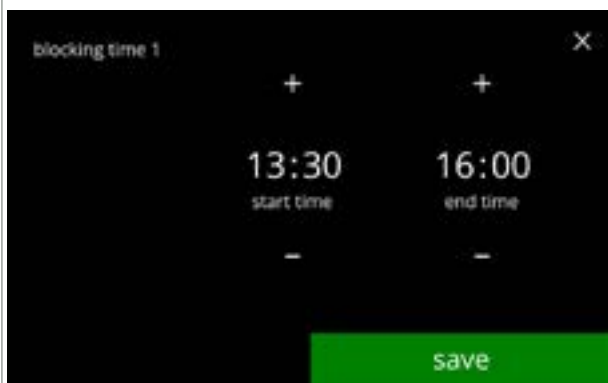 blocking time 1 ×
+ +
13:30 16:00
start time end time
− −
save